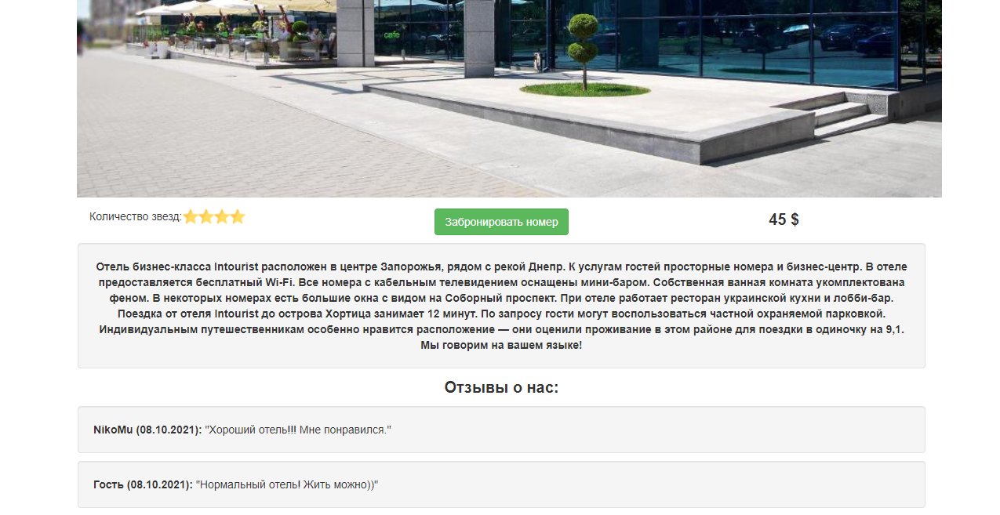 cafe
Количество звезд:
Забронировать номер
45 $
Отель бизнес-класса Intourist расположен в центре Запорожья, рядом с рекой Днепр. К услугам гостей просторные номера и бизнес-центр. В отеле
предоставляется бесплатный Wi-Fi. Все номера с кабельным телевидением оснащены мини-баром. Собственная ванная комната укомплектована
феном. В некоторых номерах есть большие окна с видом на Соборный проспект. При отеле работает ресторан украинской кухни и лобби-бар.
Поездка от отеля Intourist до острова Хортица занимает 12 минут. По запросу гости могут воспользоваться частной охраняемой парковкой.
Индивидуальным путешественникам особенно нравится расположение — они оценили проживание в этом районе для поездки в одиночку на 9,1.
Мы говорим на вашем языке!
Отзывы о нас:
NikoMu (08.10.2021): "Хороший отель!!! Мне понравился."
Гость (08.10.2021): "Нормальный отель! Жить можно))"